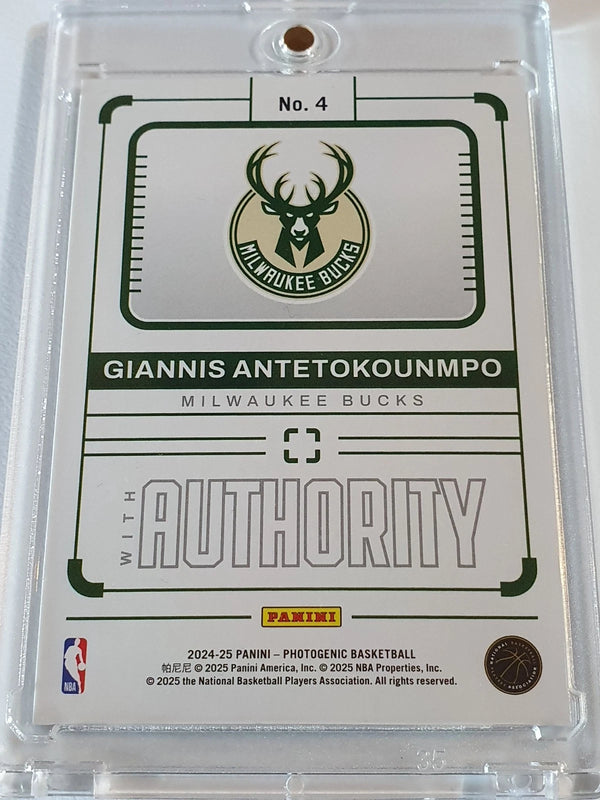 No. 4
MILWAUKEE BUCKS
GIANNIS ANTETOKOUNMPO
MILWAUKEE BUCKS
WITH
AUTHORITY
PANINI
2024-25 PANINI – PHOTOGENIC BASKETBALL
帕尼尼 © 2025 Panini America, Inc. © 2025 NBA Properties, Inc.
© 2025 the National Basketball Players Association. All rights reserved.
NBA
35